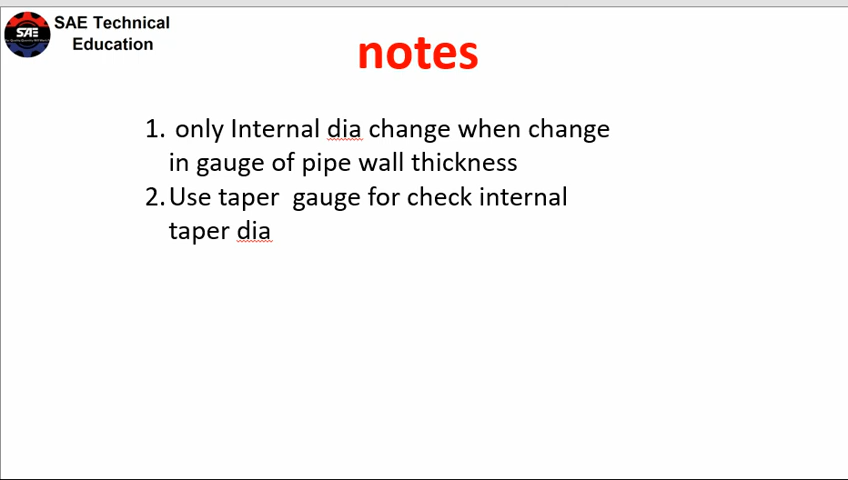 SAE
SAE Technical
Education
notes
1. only Internal dia change when change
in gauge of pipe wall thickness
2. Use taper gauge for check internal
taper dia